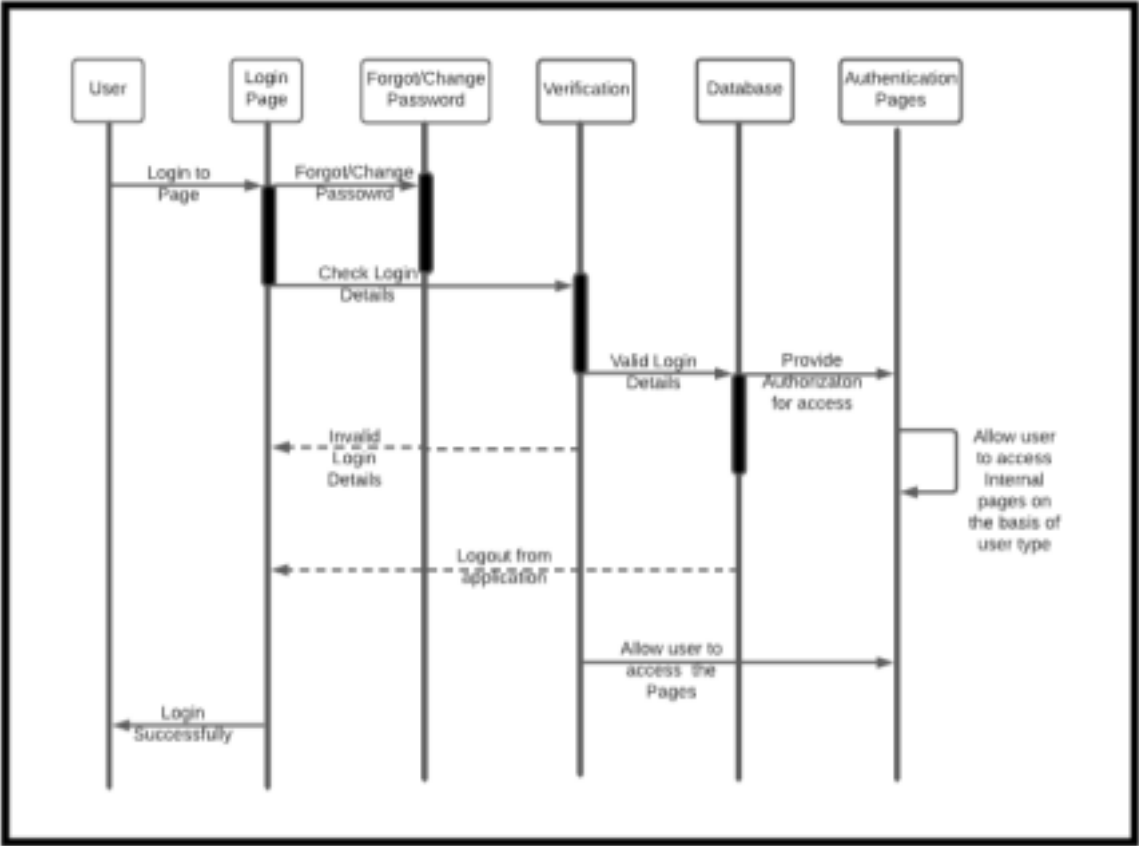 User
Login
Page
Forgot/Change
Password
Verification
Database
Authentication
Pages
Login to
Page
Forgot/Change
Passowrd
Check Login
Details
Valid Login
Details
Provide
Authorizaton
for access
Invalid
Login
Details
Allow user
to access
Internal
pages on
the basis of
user type
Logout from
application
Allow user to
access the
Pages
Login
Successfully